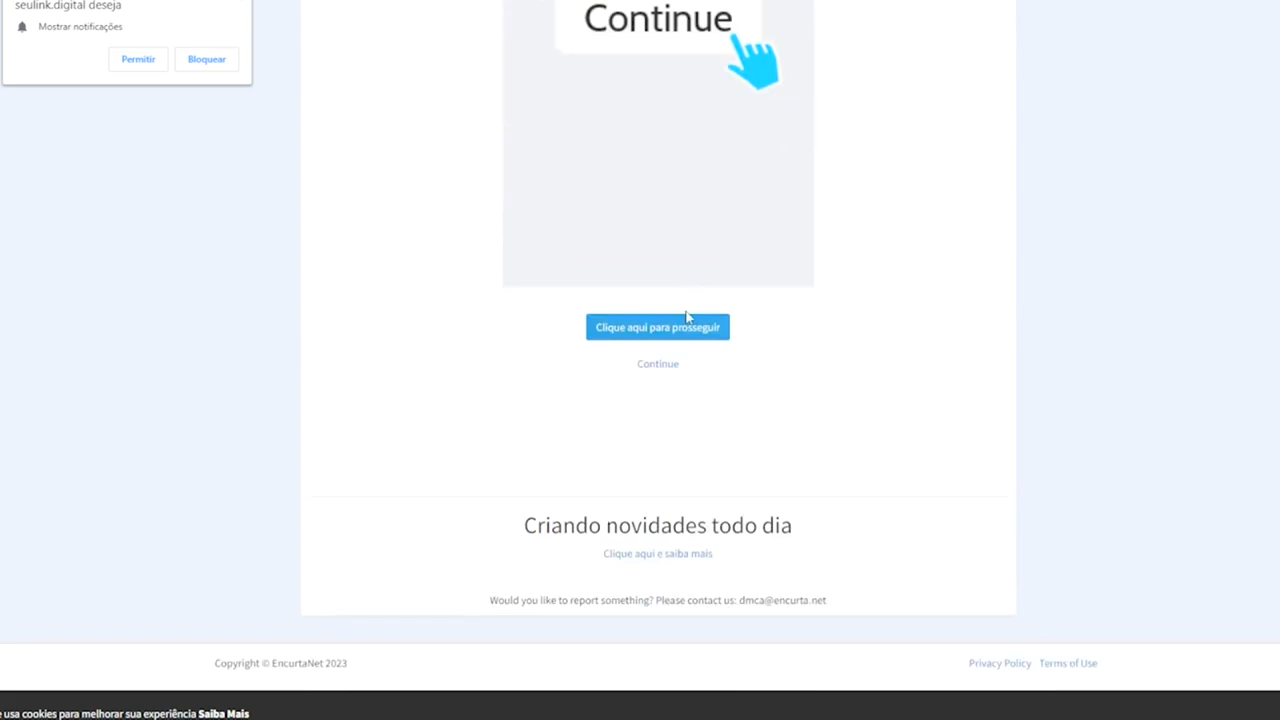 seulink.digital deseja
Mostrar notificações
Permitir
Bloquear
Continue
Clique aqui para prosseguir
Continue
Criando novidades todo dia
Clique aqui e saiba mais
Would you like to report something? Please contact us: dmca@encurta.net
Copyright © EncurtaNet 2023
Privacy Policy
Terms of Use
e usa cookies para melhorar sua experiência Saiba Mais